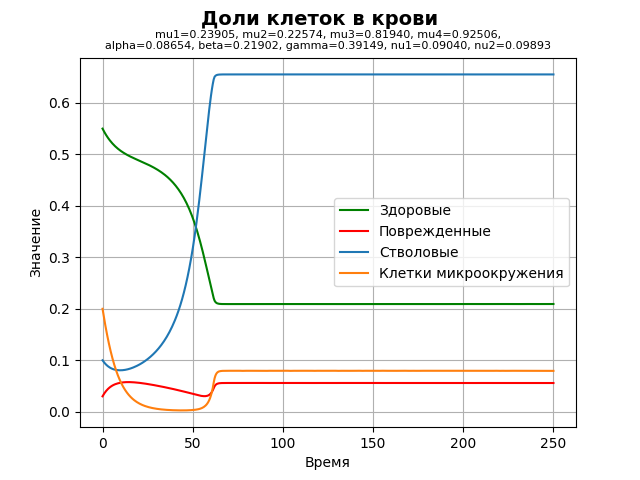 Доли клеток в крови
mu1=0.23905, mu2=0.22574, mu3=0.81940, mu4=0.92506,
alpha=0.08654, beta=0.21902, gamma=0.39149, nu1=0.09040, nu2=0.09893
0.6
0.5
0.4
0.3
0.2
0.1
0.0
Значение
Здоровые
Поврежденные
Стволовые
Клетки микроокружения
0
50
100
150
200
250
Время